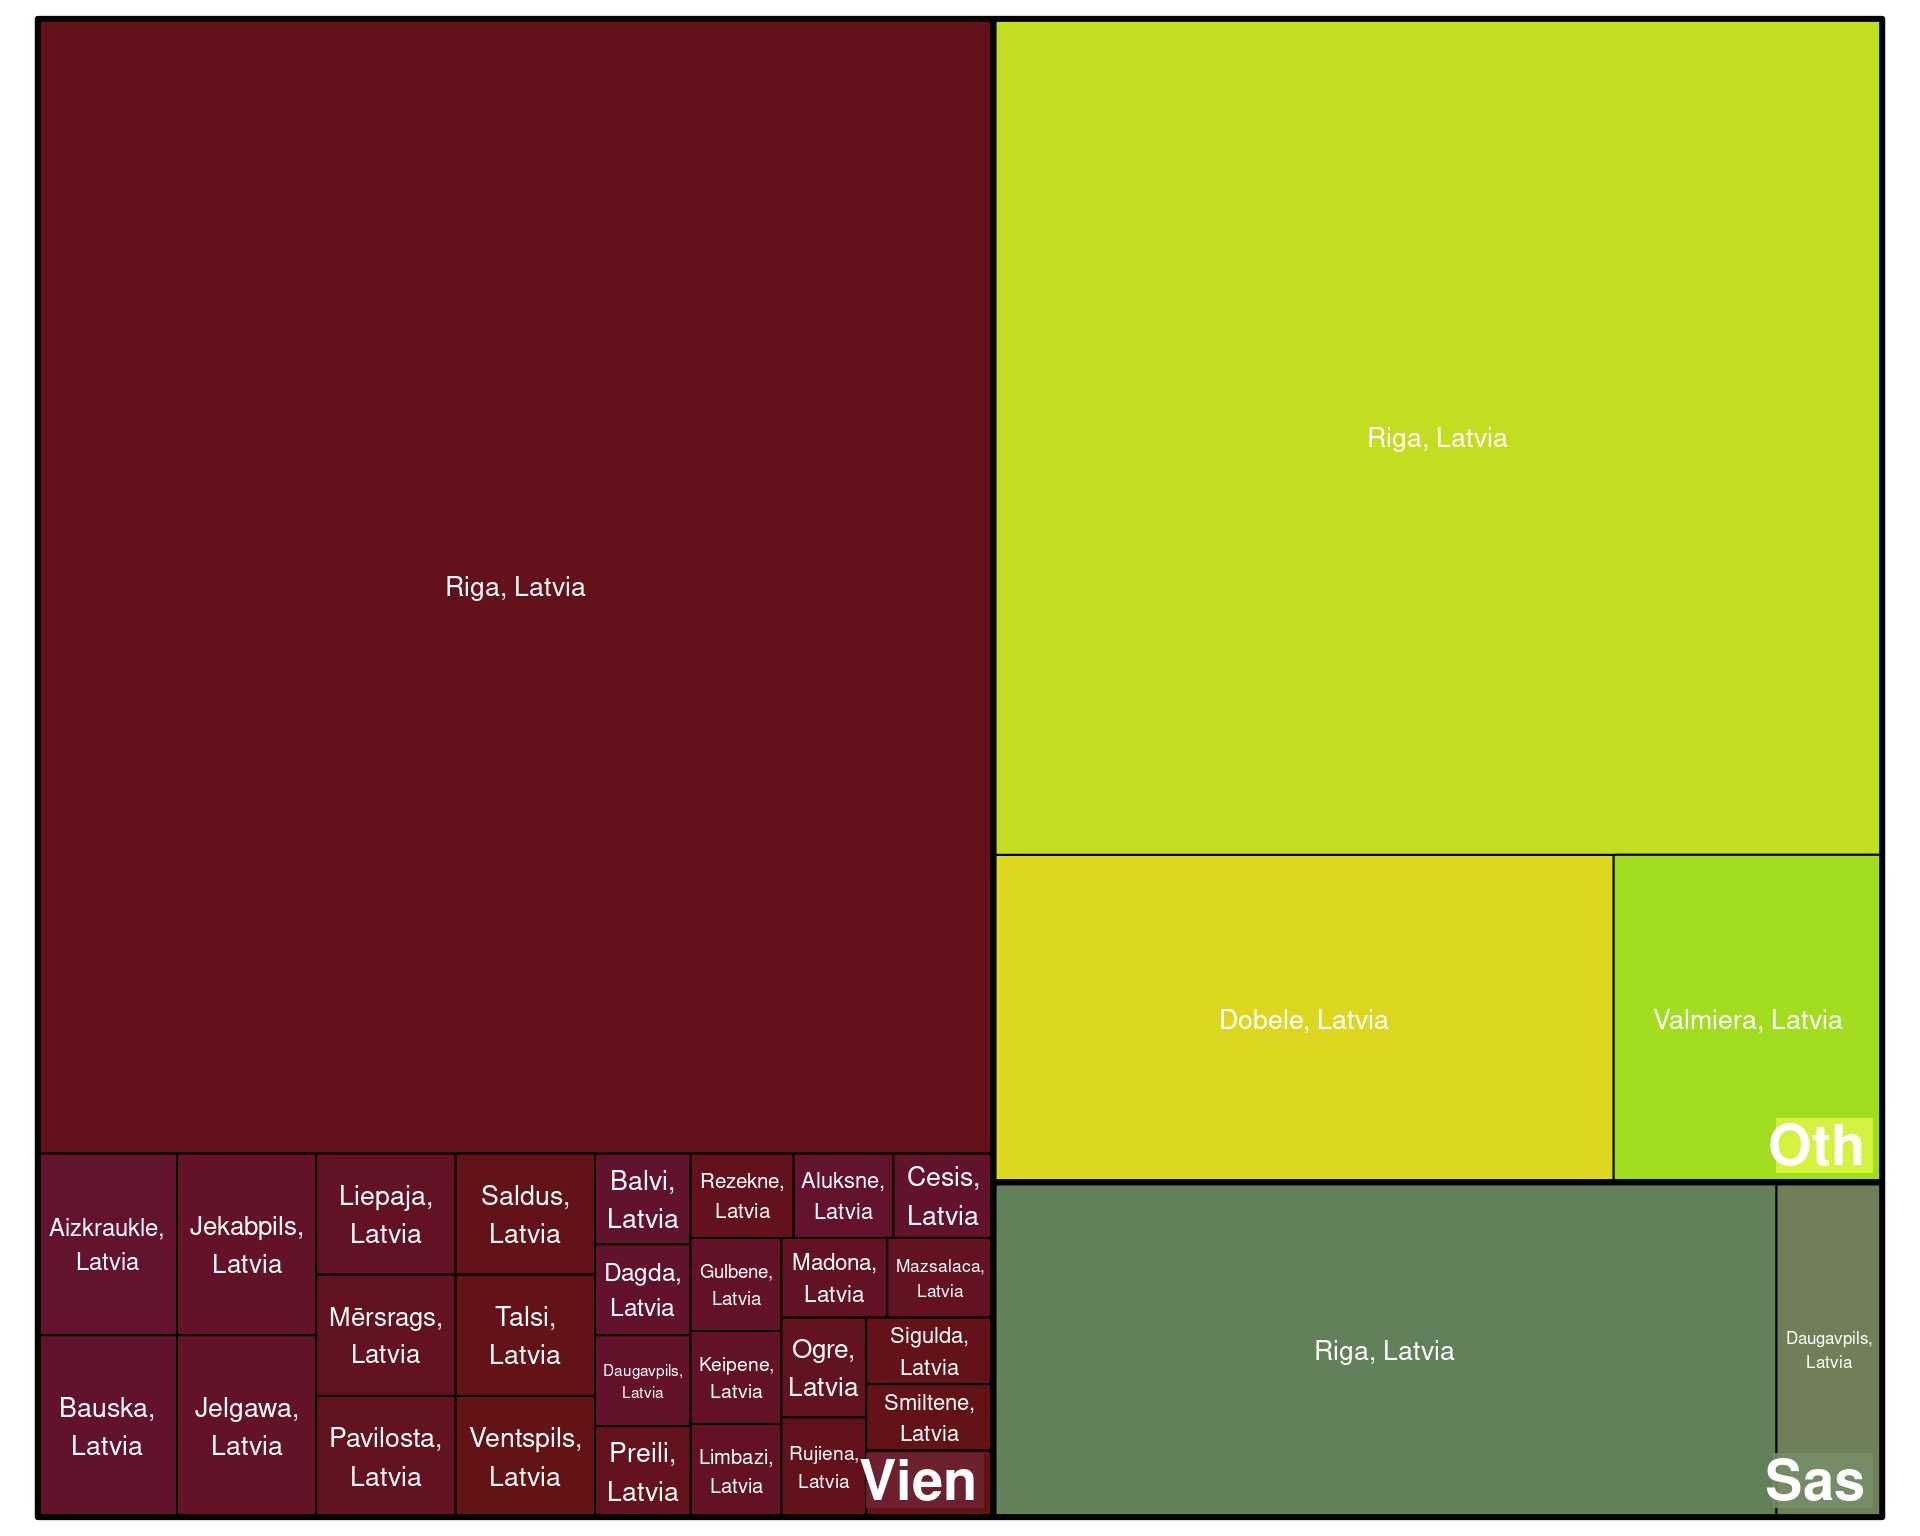 Riga, Latvia
Aizkraukle,
Latvia
Bauska,
Latvia
Jekabpils,
Latvia
Jelgawa,
Latvia
Liepaja,
Latvia
Mērsrags,
Latvia
Pavilosta,
Latvia
Saldus,
Latvia
Talsi,
Latvia
Ventspils,
Latvia
Balvi,
Latvia
Dagda,
Latvia
Daugavpils,
Latvia
Preili,
Latvia
Rezekne,
Latvia
Aluksne,
Latvia
Cesis,
Latvia
Gulbene,
Latvia
Keipene,
Latvia
Limbazi,
Latvia
Madona,
Latvia
Mazsalaca,
Latvia
Ogre,
Latvia
Rujiena,
Latvia
Sigulda,
Latvia
Smiltene,
Latvia
Vien
Riga, Latvia
Dobele, Latvia
Valmiera, Latvia
Oth
Riga, Latvia
Daugavpils,
Latvia
Sas